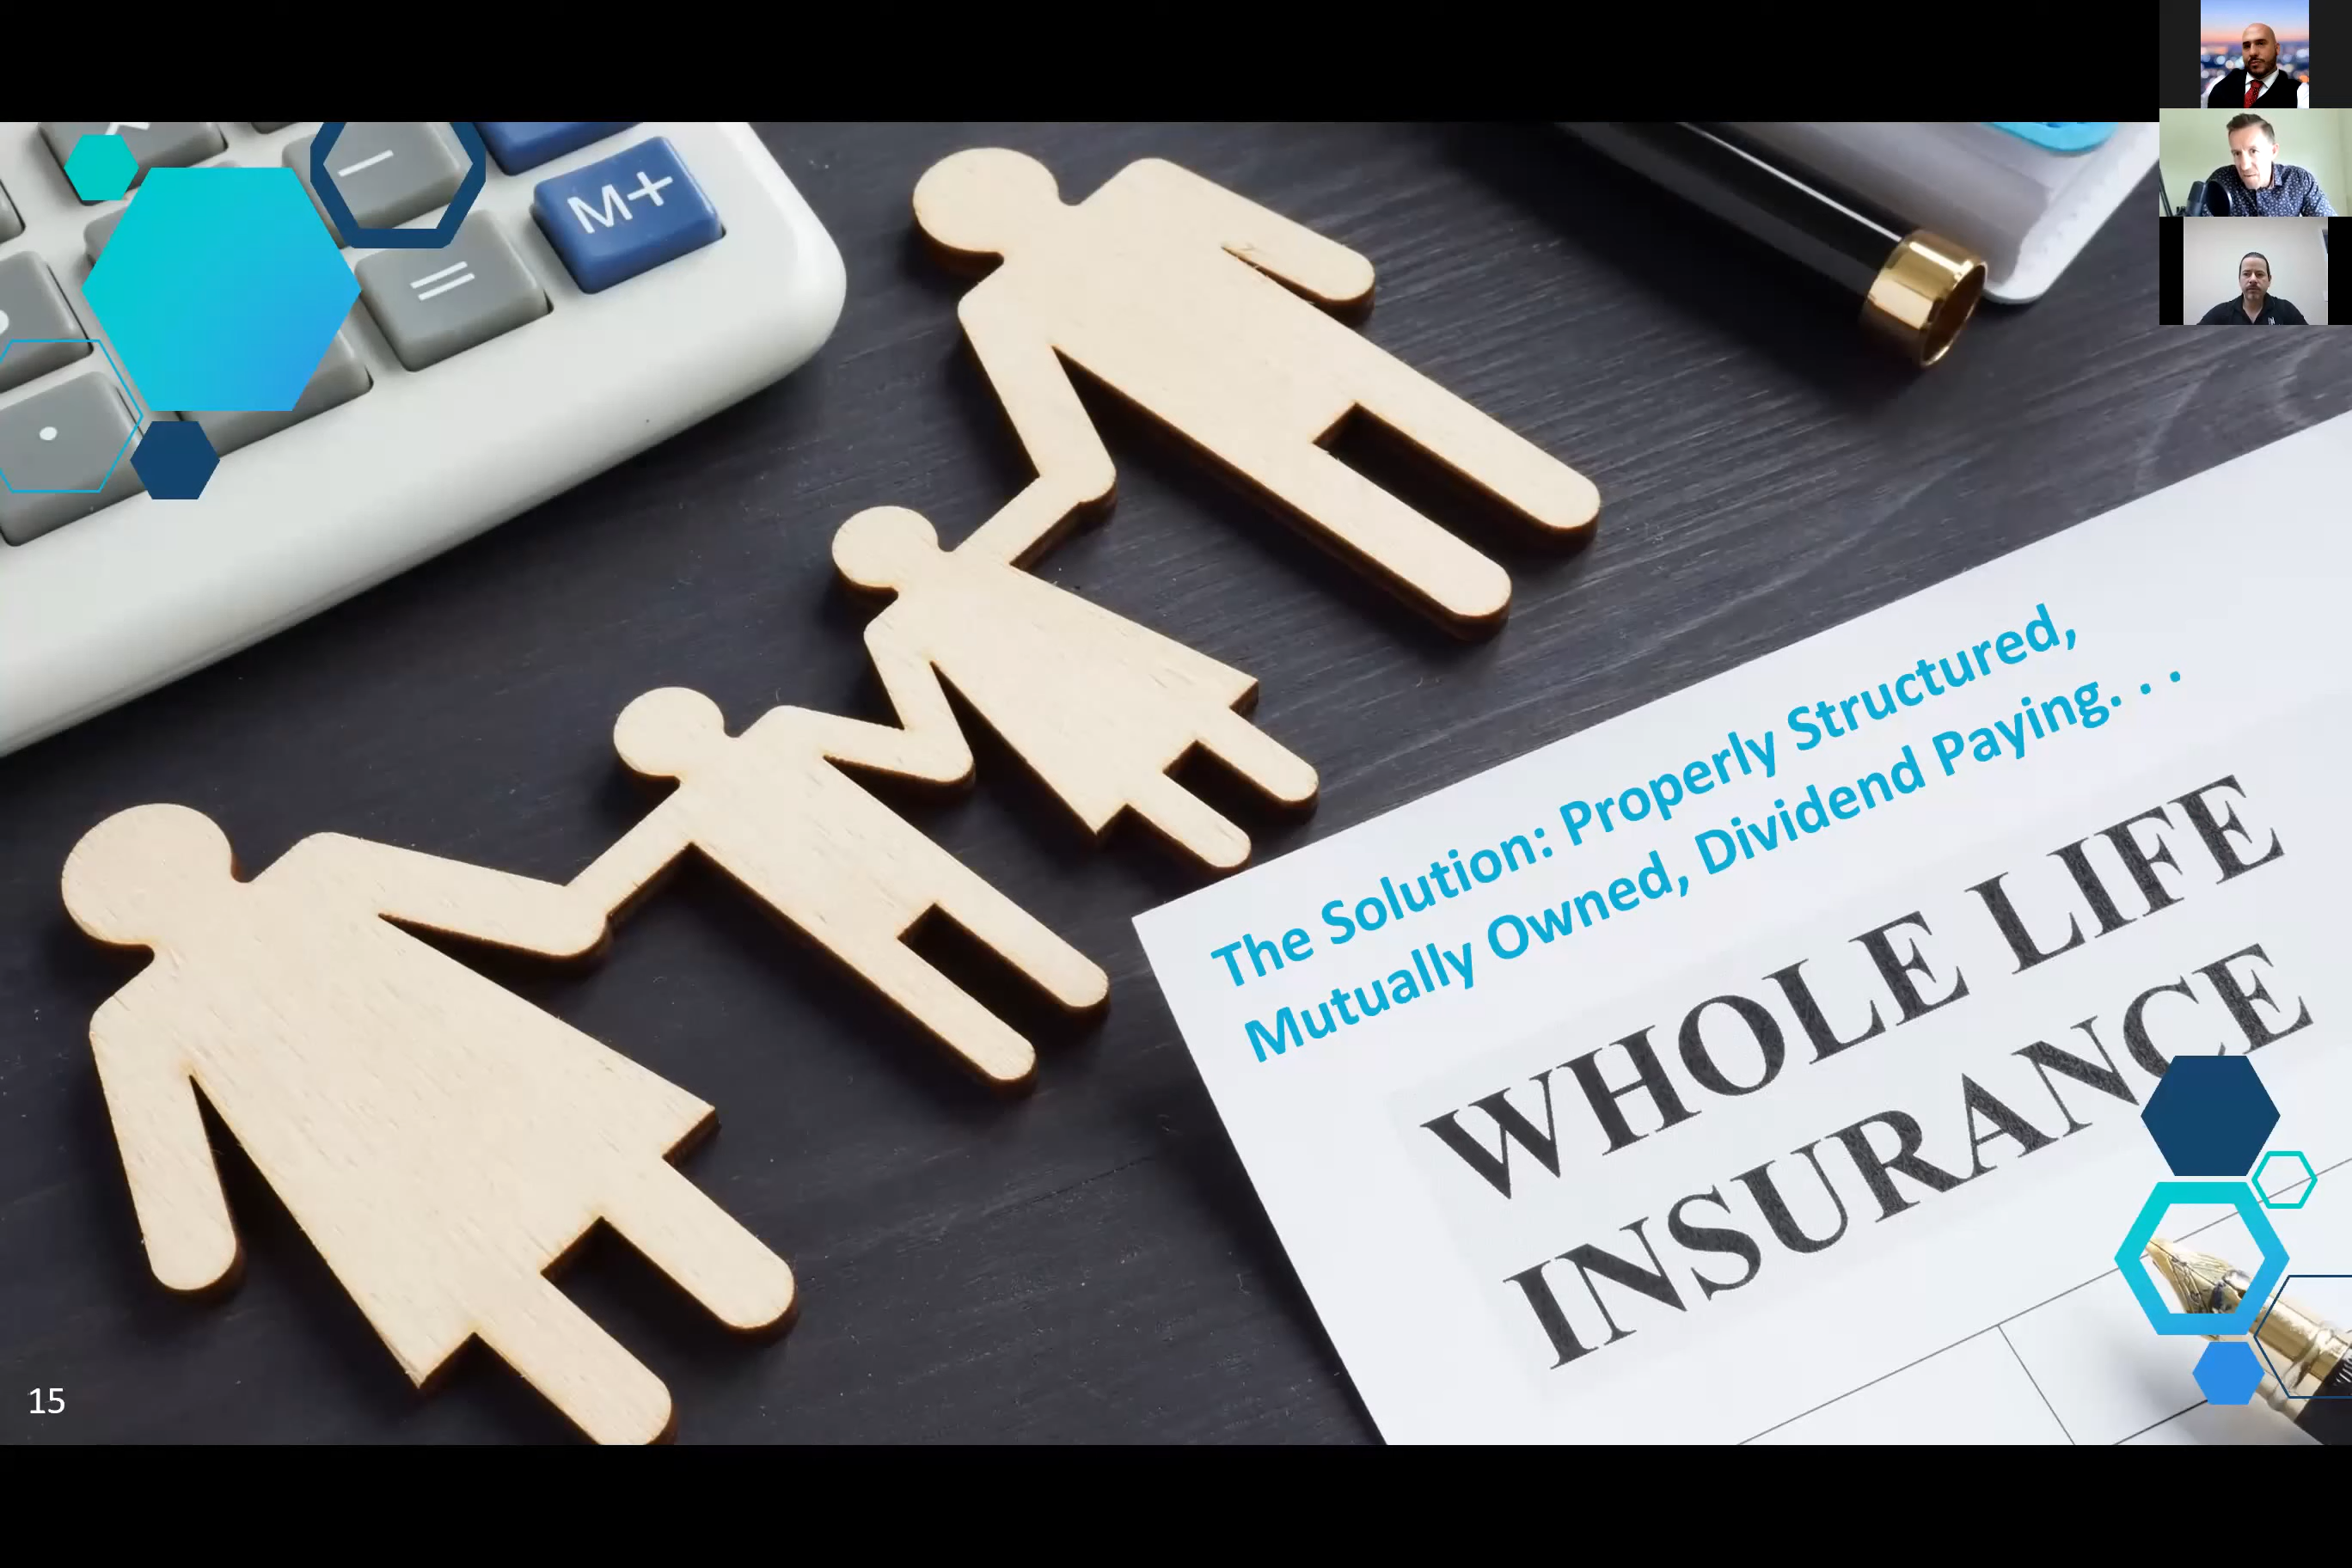 M+
The Solution: Properly Structured,
Mutually Owned, Dividend Paying. . .
WHOLE LIFE
INSURANCE
15